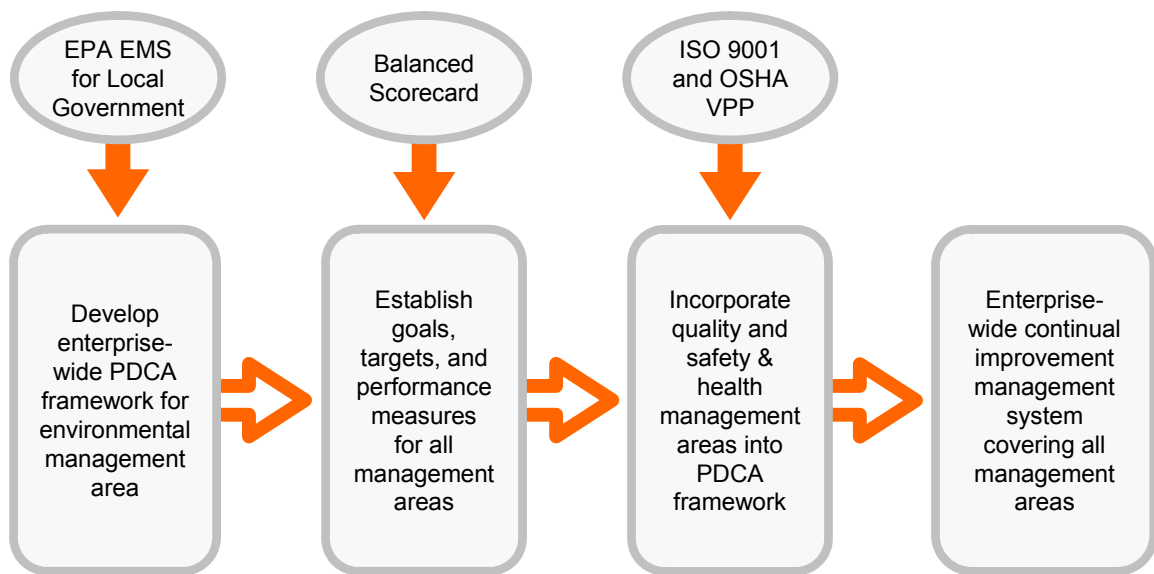 EPA EMS
for Local
Government
Balanced
Scorecard
ISO 9001
and OSHA
VPP
Develop
enterprise-
wide PDCA
framework for
environmental
management
area
Establish
goals,
targets, and
performance
measures
for all
management
areas
Incorporate
quality and
safety &
health
management
areas into
PDCA
framework
Enterprise-
wide continual
improvement
management
system
covering all
management
areas